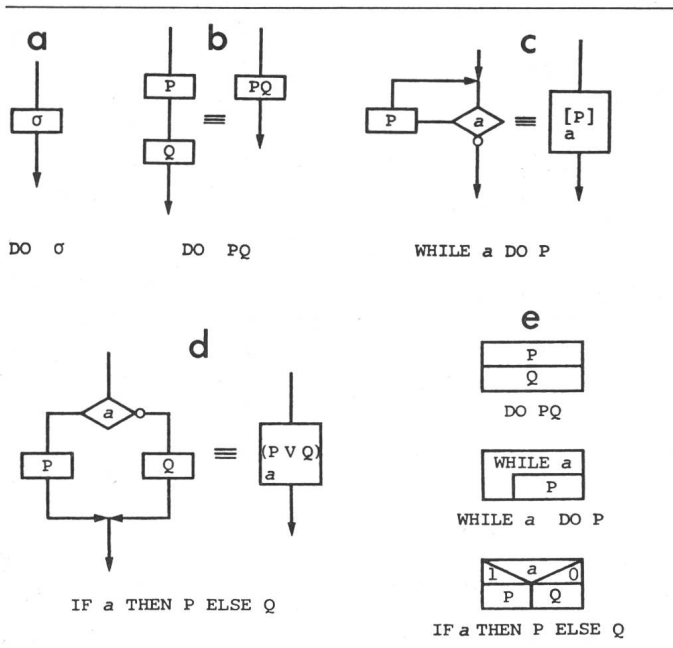 a
σ
DO σ
b
P
Q
≡
PQ
DO PQ
c
P
a
≡
[P]
a
WHILE a DO P
d
a
P
Q
≡
(P V Q)
a
IF a THEN P ELSE Q
e
P
Q
DO PQ
WHILE a
P
WHILE a DO P
1 a 0
P Q
IF a THEN P ELSE Q